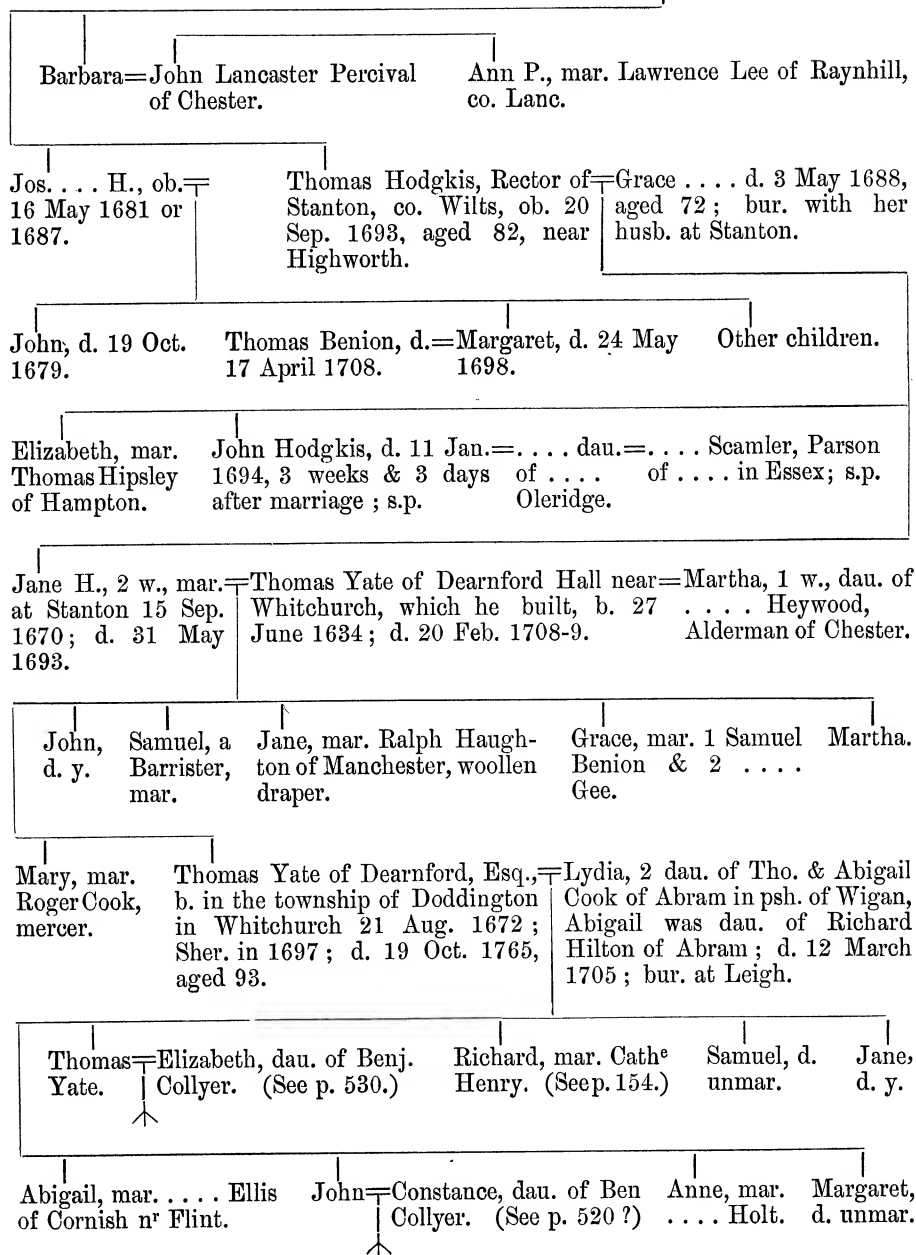 Barbara=John Lancaster Percival
of Chester.
Ann P., mar. Lawrence Lee of Raynhill,
co. Lanc.
Jos. . . . H., ob.=
16 May 1681 or
1687.
Thomas Hodgkis, Rector of=Grace . . . . d. 3 May 1688,
Stanton, co. Wilts, ob. 20
Sep. 1693, aged 82, near
Highworth.
aged 72 ; bur. with her
husb. at Stanton.
John, d. 19 Oct.
1679.
Thomas Benion, d.=Margaret, d. 24 May
17 April 1708.
1698.
Other children.
Elizabeth, mar.
Thomas Hipsley
of Hampton.
John Hodgkis, d. 11 Jan.=. . . . dau.=. . . . Scamler, Parson
1694, 3 weeks & 3 days
after marriage ; s.p.
of . . . .
Oleridge.
of . . . . in Essex; s.p.
Jane H., 2 w., mar.=Thomas Yate of Dearnford Hall near=Martha, 1 w., dau. of
at Stanton 15 Sep.
1670; d. 31 May
1693.
Whitchurch, which he built, b. 27
June 1634; d. 20 Feb. 1708-9.
. . . . Heywood,
Alderman of Chester.
John,
d. y.
Samuel, a
Barrister,
mar.
Jane, mar. Ralph Haugh-
ton of Manchester, woollen
draper.
Grace, mar. 1 Samuel
Benion & 2 . . . .
Gee.
Martha.
Mary, mar.
Roger Cook,
mercer.
Thomas Yate of Dearnford, Esq.,=Lydia, 2 dau. of Tho. & Abigail
b. in the township of Doddington
in Whitchurch 21 Aug. 1672 ;
Sher. in 1697 ; d. 19 Oct. 1765,
aged 93.
Cook of Abram in psh. of Wigan,
Abigail was dau. of Richard
Hilton of Abram ; d. 12 March
1705 ; bur. at Leigh.
Thomas=Elizabeth, dau. of Benj.
Yate.
Collyer. (See p. 530.)
Richard, mar. Cathe
Henry. (See p. 154.)
Samuel, d.
unmar.
Jane,
d. y.
Abigail, mar. . . . . . Ellis
of Cornish nr Flint.
John=Constance, dau. of Ben
Collyer. (See p. 520 ?)
Anne, mar.
. . . . Holt.
Margaret,
d. unmar.